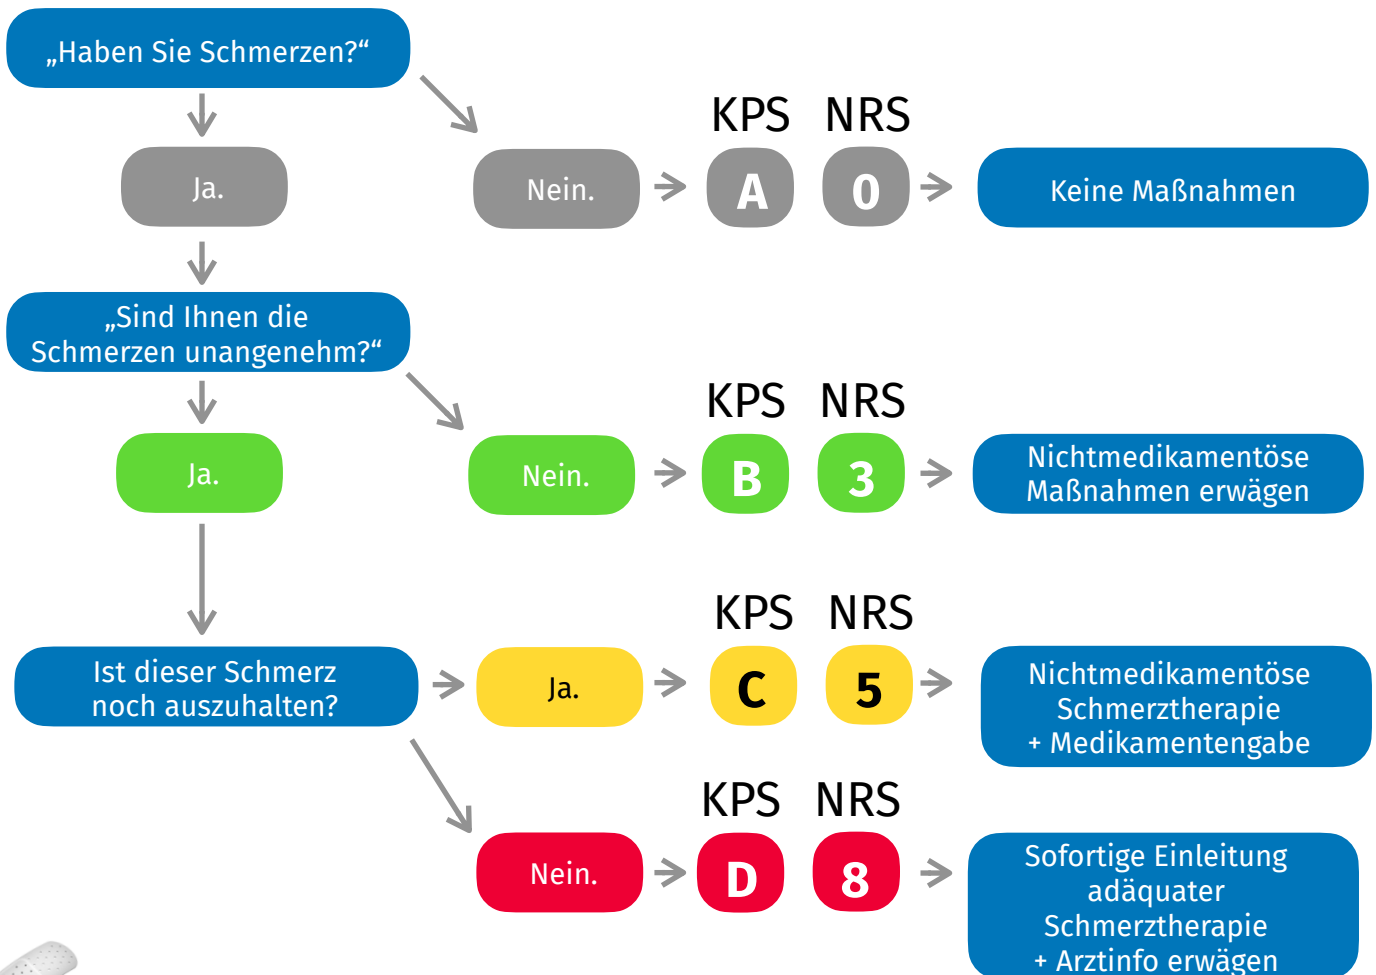 „Haben Sie Schmerzen?“
KPS NRS
Ja.
Nein.
A
0
Keine Maßnahmen
„Sind Ihnen die
Schmerzen unangenehm?“
KPS NRS
Ja.
Nein.
B
3
Nichtmedikamentöse
Maßnahmen erwägen
KPS NRS
Ist dieser Schmerz
noch auszuhalten?
Ja.
C
5
Nichtmedikamentöse
Schmerztherapie
+ Medikamentengabe
KPS NRS
Nein.
D
8
Sofortige Einleitung
adäquater
Schmerztherapie
+ Arztinfo erwägen